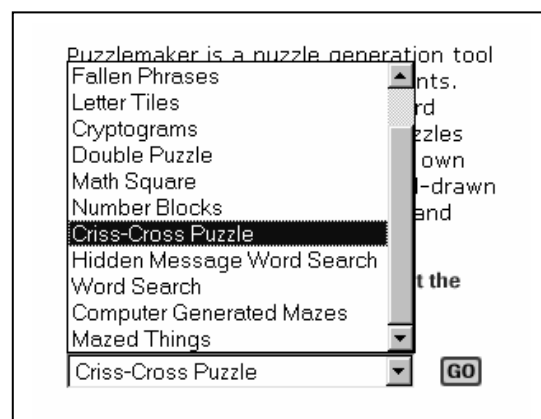 Puzzlemaker is a puzzle generation tool
Fallen Phrases
nts.
Letter Tiles
rd
Cryptograms
zzles
Double Puzzle
own
Math Square
l-drawn
Number Blocks
and
Criss-Cross Puzzle
Hidden Message Word Search
t the
Word Search
Computer Generated Mazes
Mazed Things
Criss-Cross Puzzle
GO